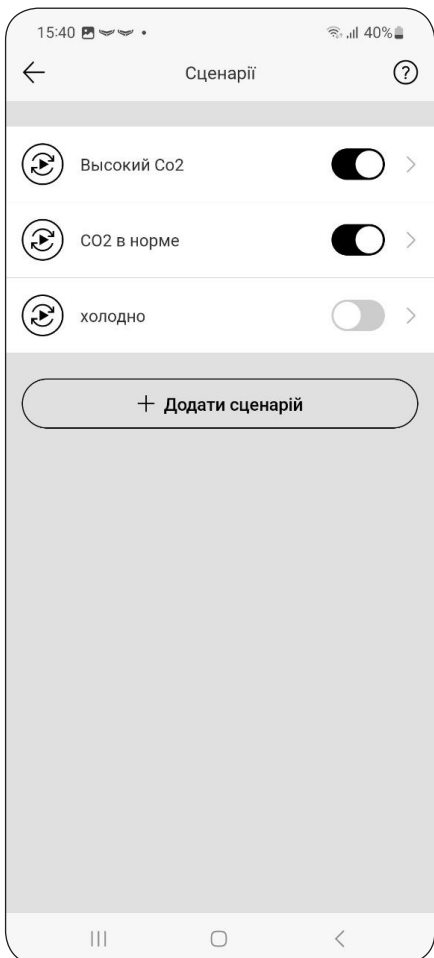 15:40 40%
Сценарії
Высокий Co2
CO2 в норме
холодно
+ Додати сценарій